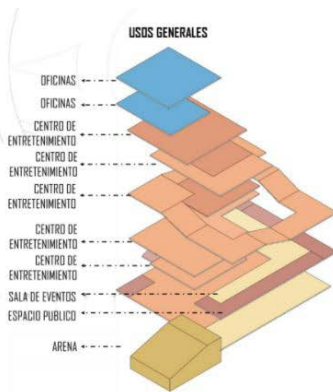 USOS GENERALES
OFICINAS
OFICINAS
CENTRO DE
ENTRETENIMIENTO
CENTRO DE
ENTRETENIMIENTO
CENTRO DE
ENTRETENIMIENTO
CENTRO DE
ENTRETENIMIENTO
CENTRO DE
ENTRETENIMIENTO
SALA DE EVENTOS
ESPACIO PUBLICO
ARENA